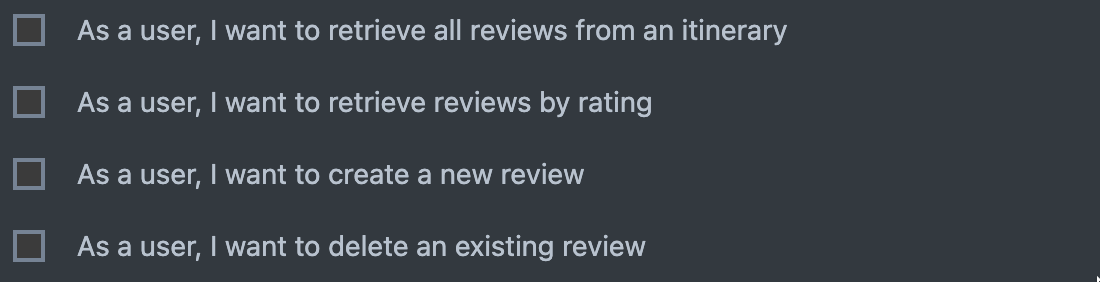 As a user, I want to retrieve all reviews from an itinerary
As a user, I want to retrieve reviews by rating
As a user, I want to create a new review
As a user, I want to delete an existing review